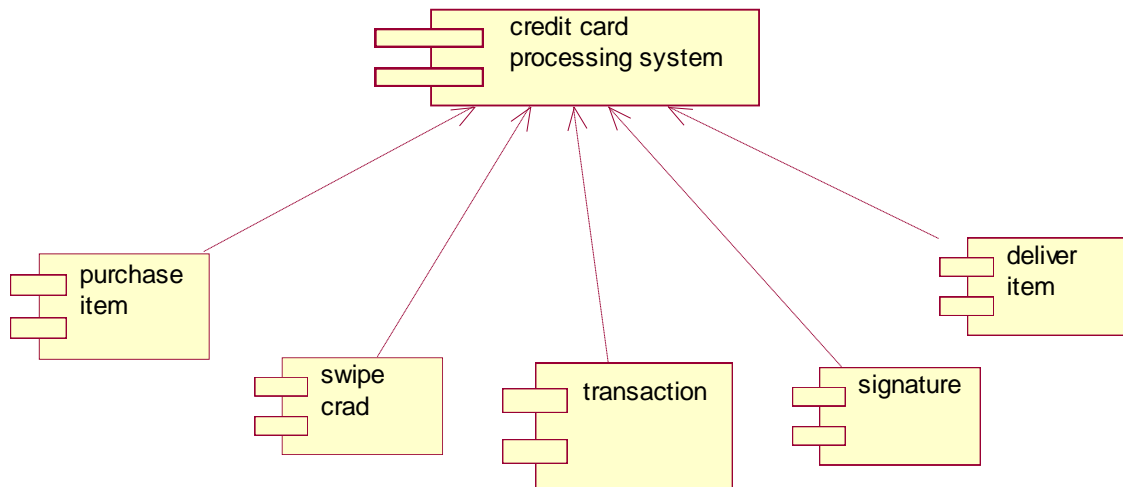 credit card
processing system
purchase
item
swipe
crad
transaction
signature
deliver
item